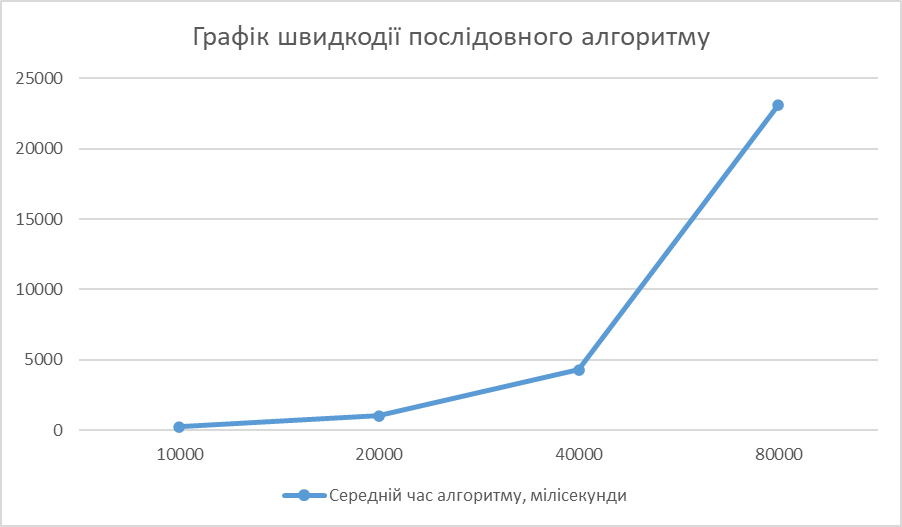 Графік швидкодії послідовного алгоритму
25000
20000
15000
10000
5000
0
10000 20000 40000 80000
Середній час алгоритму, мілісекунди